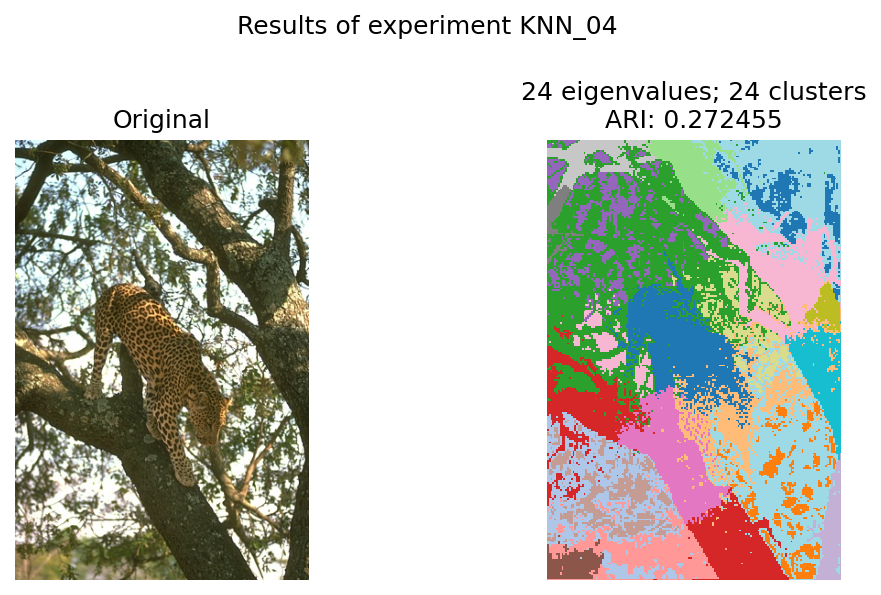 Results of experiment KNN_04
Original
24 eigenvalues; 24 clusters
ARI: 0.272455